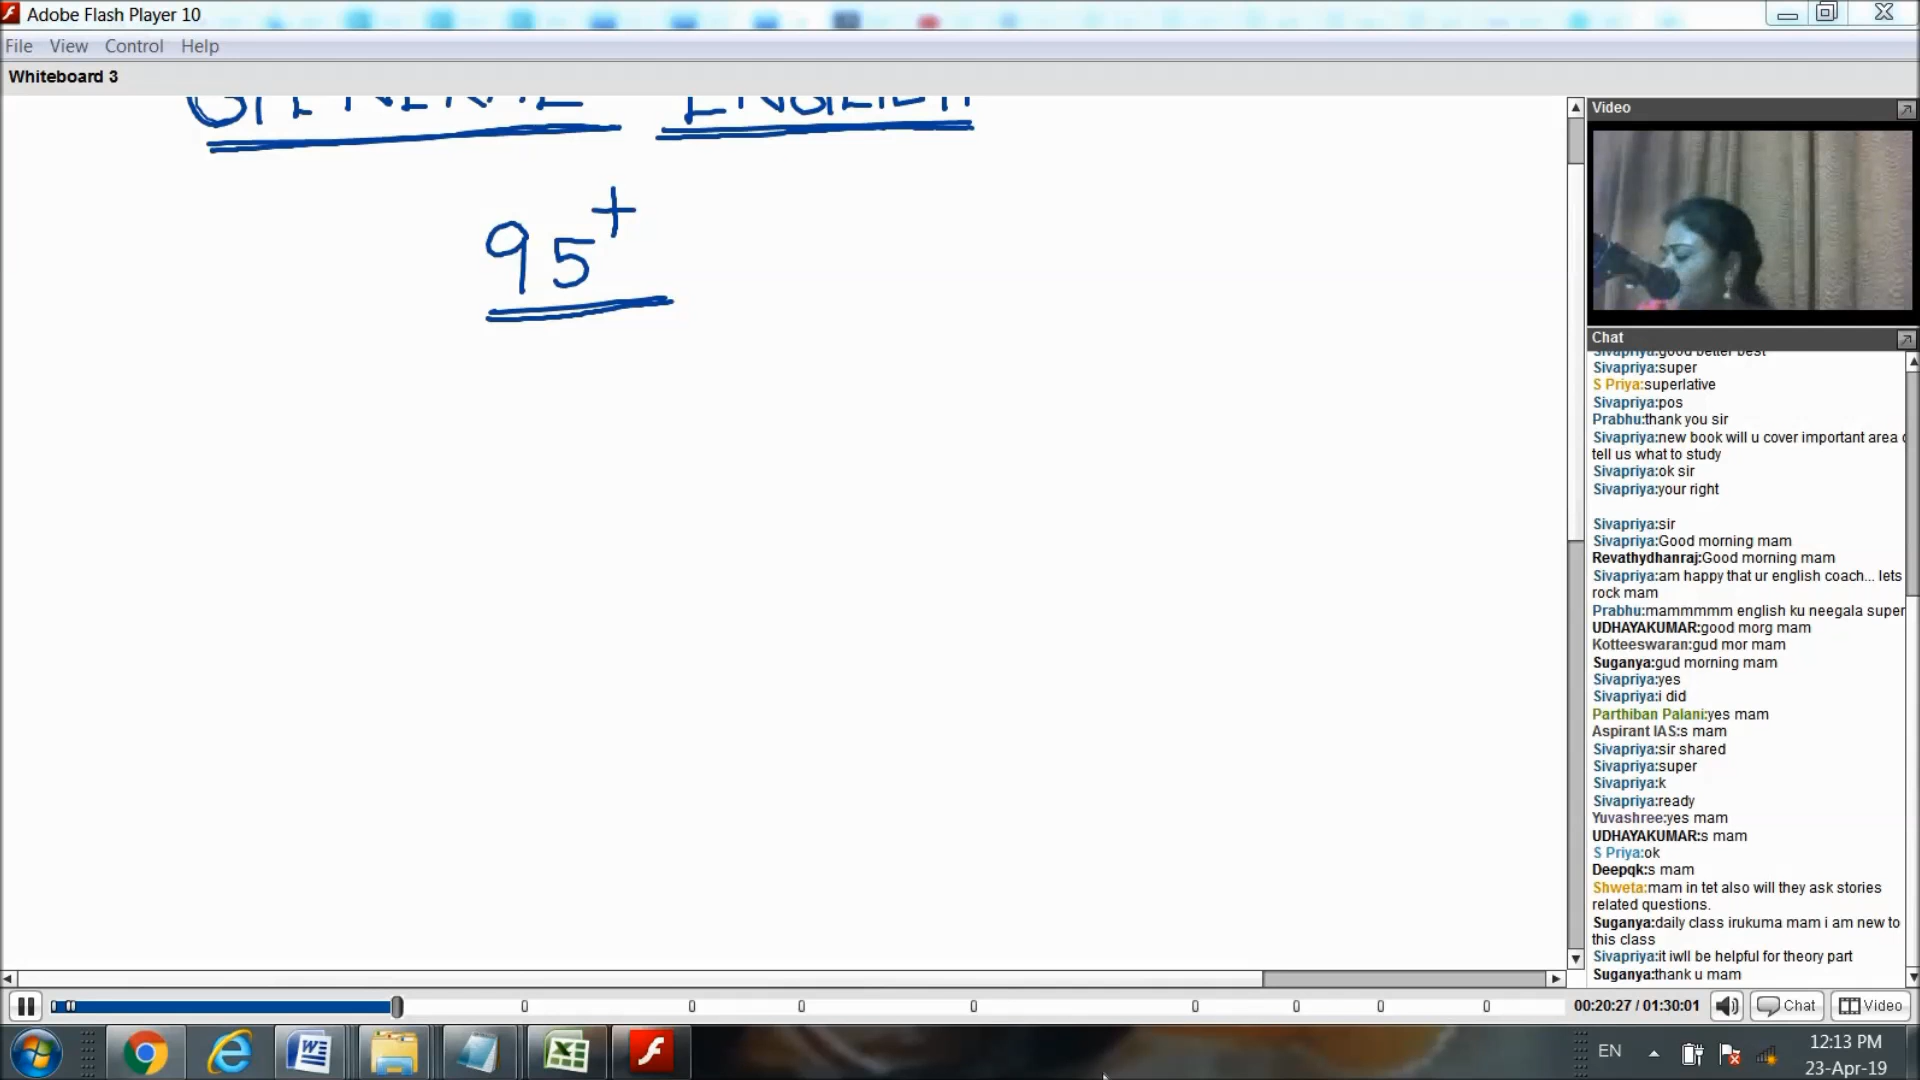 Adobe Flash Player 10
File View Control Help
Whiteboard 3
GENERAL ENGLISH
95+
Video
Chat
Sivapriya:good better best
Sivapriya:super
S Priya:superlative
Sivapriya:pos
Prabhu:thank you sir
Sivapriya:new book will u cover important area
tell us what to study
Sivapriya:ok sir
Sivapriya:your right
Sivapriya:sir
Sivapriya:Good morning mam
Revathydhanraj:Good morning mam
Sivapriya:am happy that ur english coach... lets
rock mam
Prabhu:mammmmm english ku neegala super
UDHAYAKUMAR:good morg mam
Kotteeswaran:gud mor mam
Suganya:gud morning mam
Sivapriya:yes
Sivapriya:i did
Parthiban Palani:yes mam
Aspirant IAS:s mam
Sivapriya:sir shared
Sivapriya:super
Sivapriya:k
Sivapriya:ready
Yuvashree:yes mam
UDHAYAKUMAR:s mam
S Priya:ok
Deepqk:s mam
Shweta:mam in tet also will they ask stories
related questions.
Suganya:daily class irukuma mam i am new to
this class
Sivapriya:it iwll be helpful for theory part
Suganya:thank u mam
00:20:27 / 01:30:01 Chat Video
EN 12:13 PM
23-Apr-19